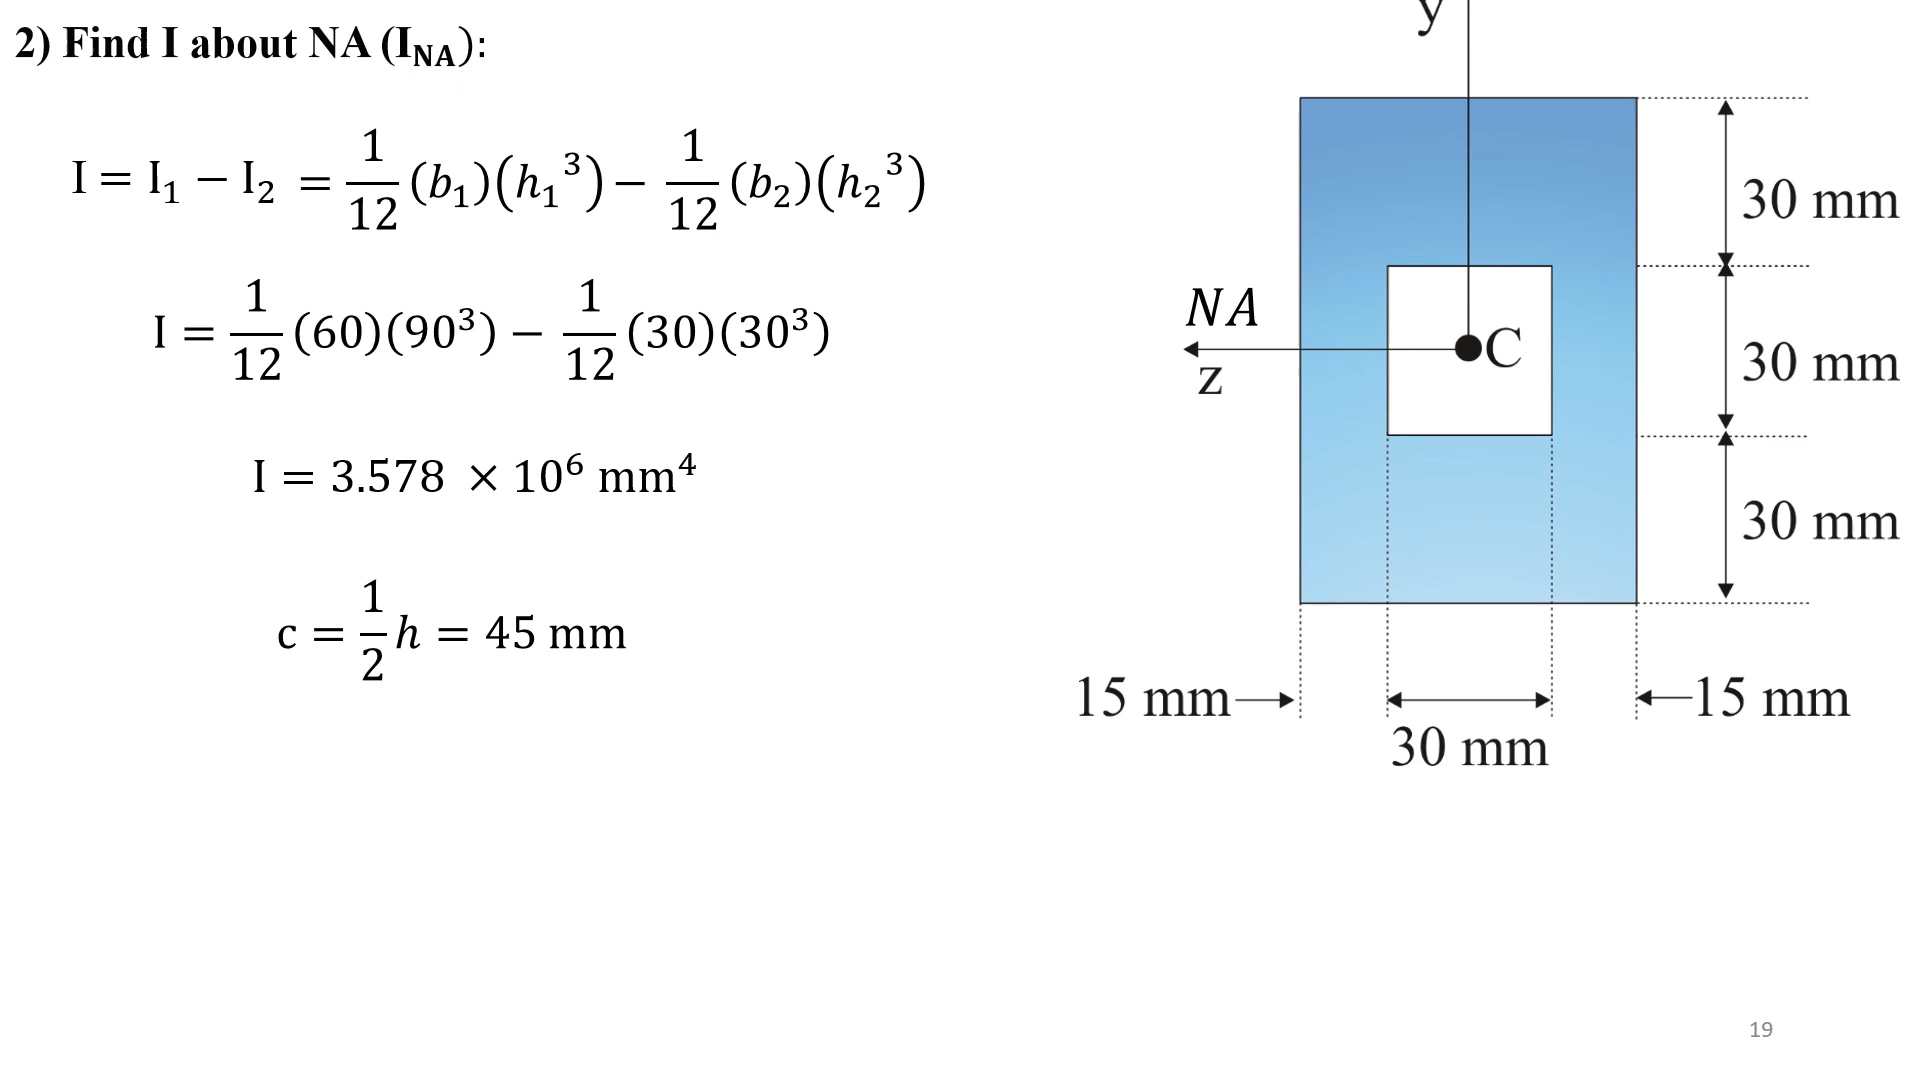 2) Find I about NA (I_NA):
I = I₁ − I₂ = 1/12 (b₁)(h₁³) − 1/12 (b₂)(h₂³)
I = 1/12 (60)(90³) − 1/12 (30)(30³)
I = 3.578 × 10⁶ mm⁴
c = 1/2 h = 45 mm
y
30 mm
NA
C
z
30 mm
30 mm
15 mm
15 mm
30 mm
19